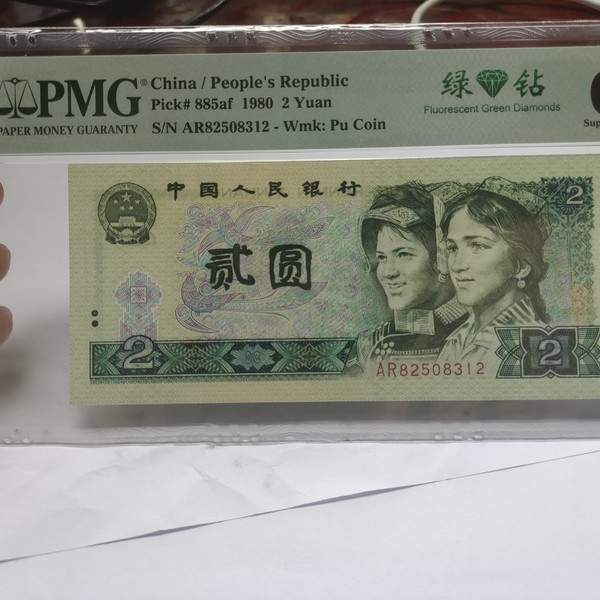 PMG
PAPER MONEY GUARANTY
China / People's Republic
Pick# 885af 1980 2 Yuan
S/N AR82508312 - Wmk: Pu Coin
绿 钻
Fluorescent Green Diamonds
中国人民银行
2
贰圆
2
2
AR82508312